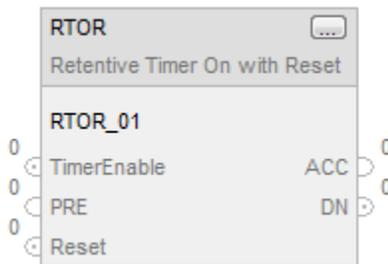 RTOR ...
Retentive Timer On with Reset
RTOR_01
0 0
TimerEnable ACC
0 0
PRE DN
0
Reset